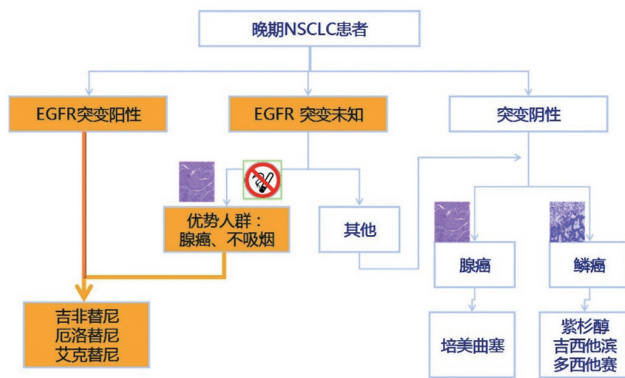 晚期NSCLC患者
EGFR突变阳性
EGFR 突变未知
突变阴性
优势人群：
腺癌、不吸烟
其他
腺癌
鳞癌
吉非替尼
厄洛替尼
艾克替尼
培美曲塞
紫杉醇
吉西他滨
多西他赛